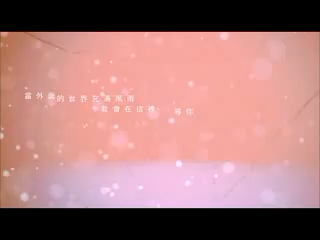 當外面的世界充滿風雨
我會在這裡 等你